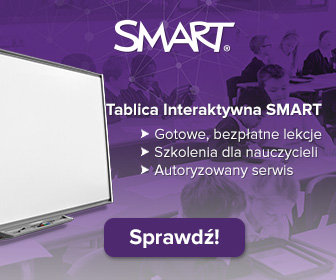 SMART®
Tablica Interaktywna SMART
Gotowe, bezpłatne lekcje
Szkolenia dla nauczycieli
Autoryzowany serwis
Sprawdź!